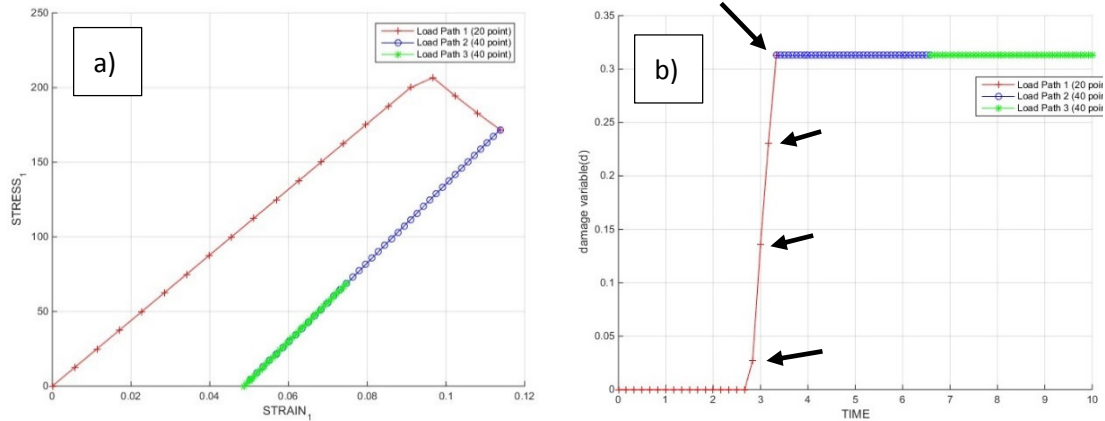 a)
250
200
150
100
50
0
STRESS1
0
0.02
0.04
0.06
0.08
0.1
0.12
STRAIN1
Load Path 1 (20 point)
Load Path 2 (40 point)
Load Path 3 (40 point)
b)
0.35
0.3
0.25
0.2
0.15
0.1
0.05
0
damage variable(d)
0
1
2
3
4
5
6
7
8
9
10
TIME
Load Path 1 (20 poin
Load Path 2 (40 poin
Load Path 3 (40 poin